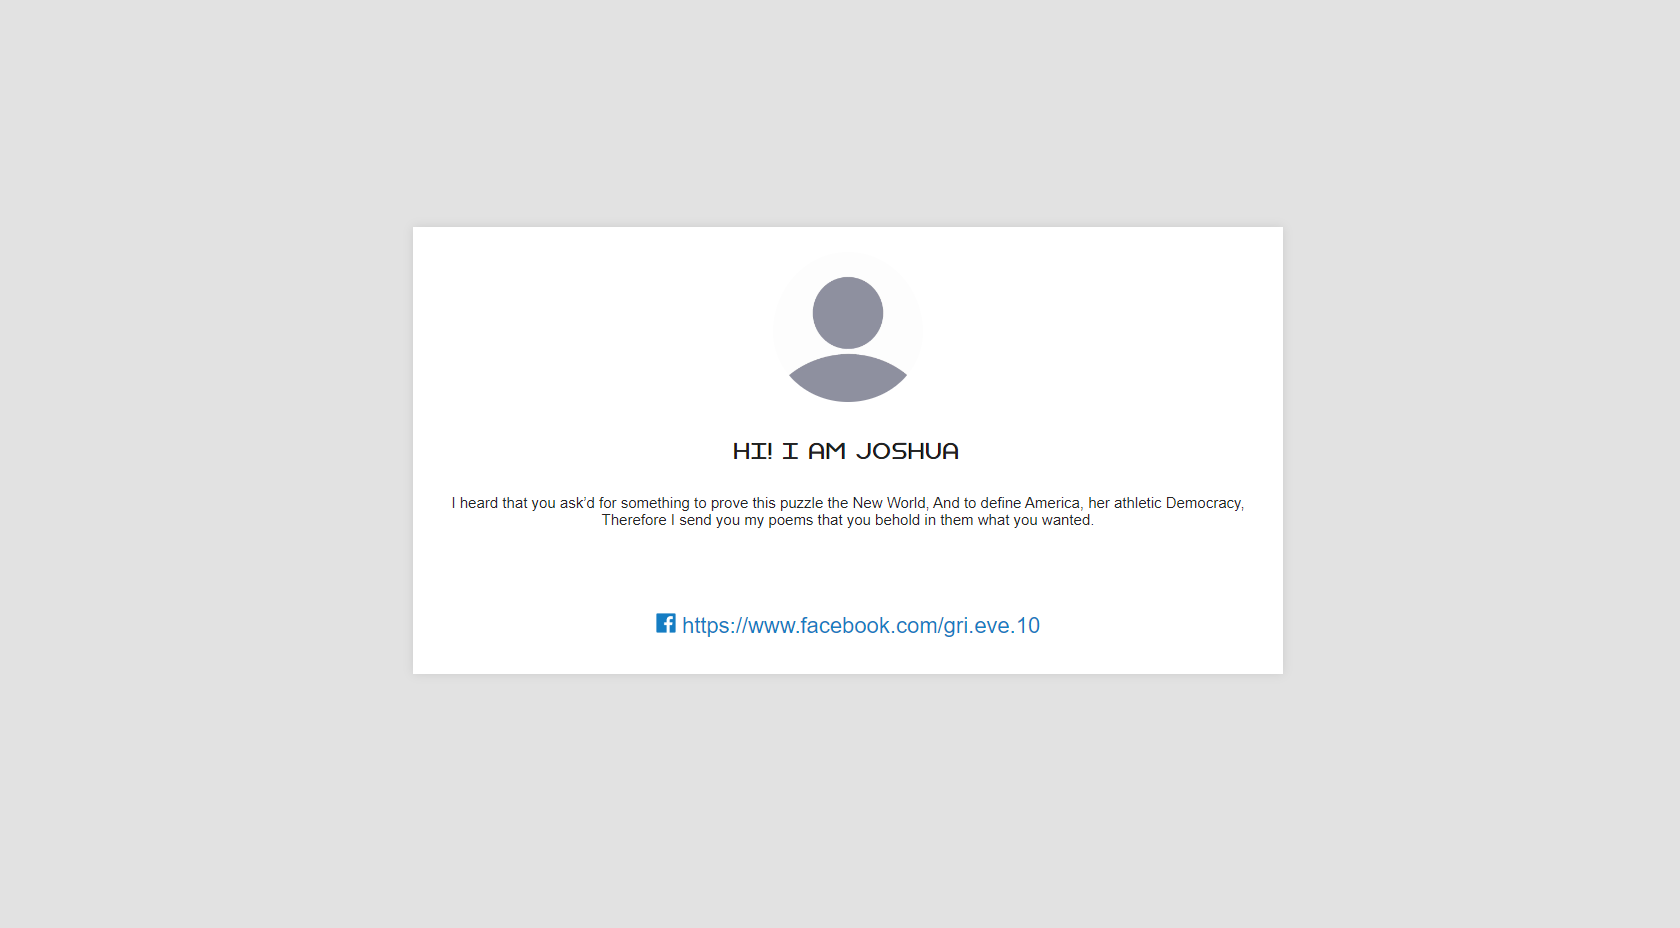 HI! I AM JOSHUA
I heard that you ask’d for something to prove this puzzle the New World, And to define America, her athletic Democracy,
Therefore I send you my poems that you behold in them what you wanted.
https://www.facebook.com/gri.eve.10